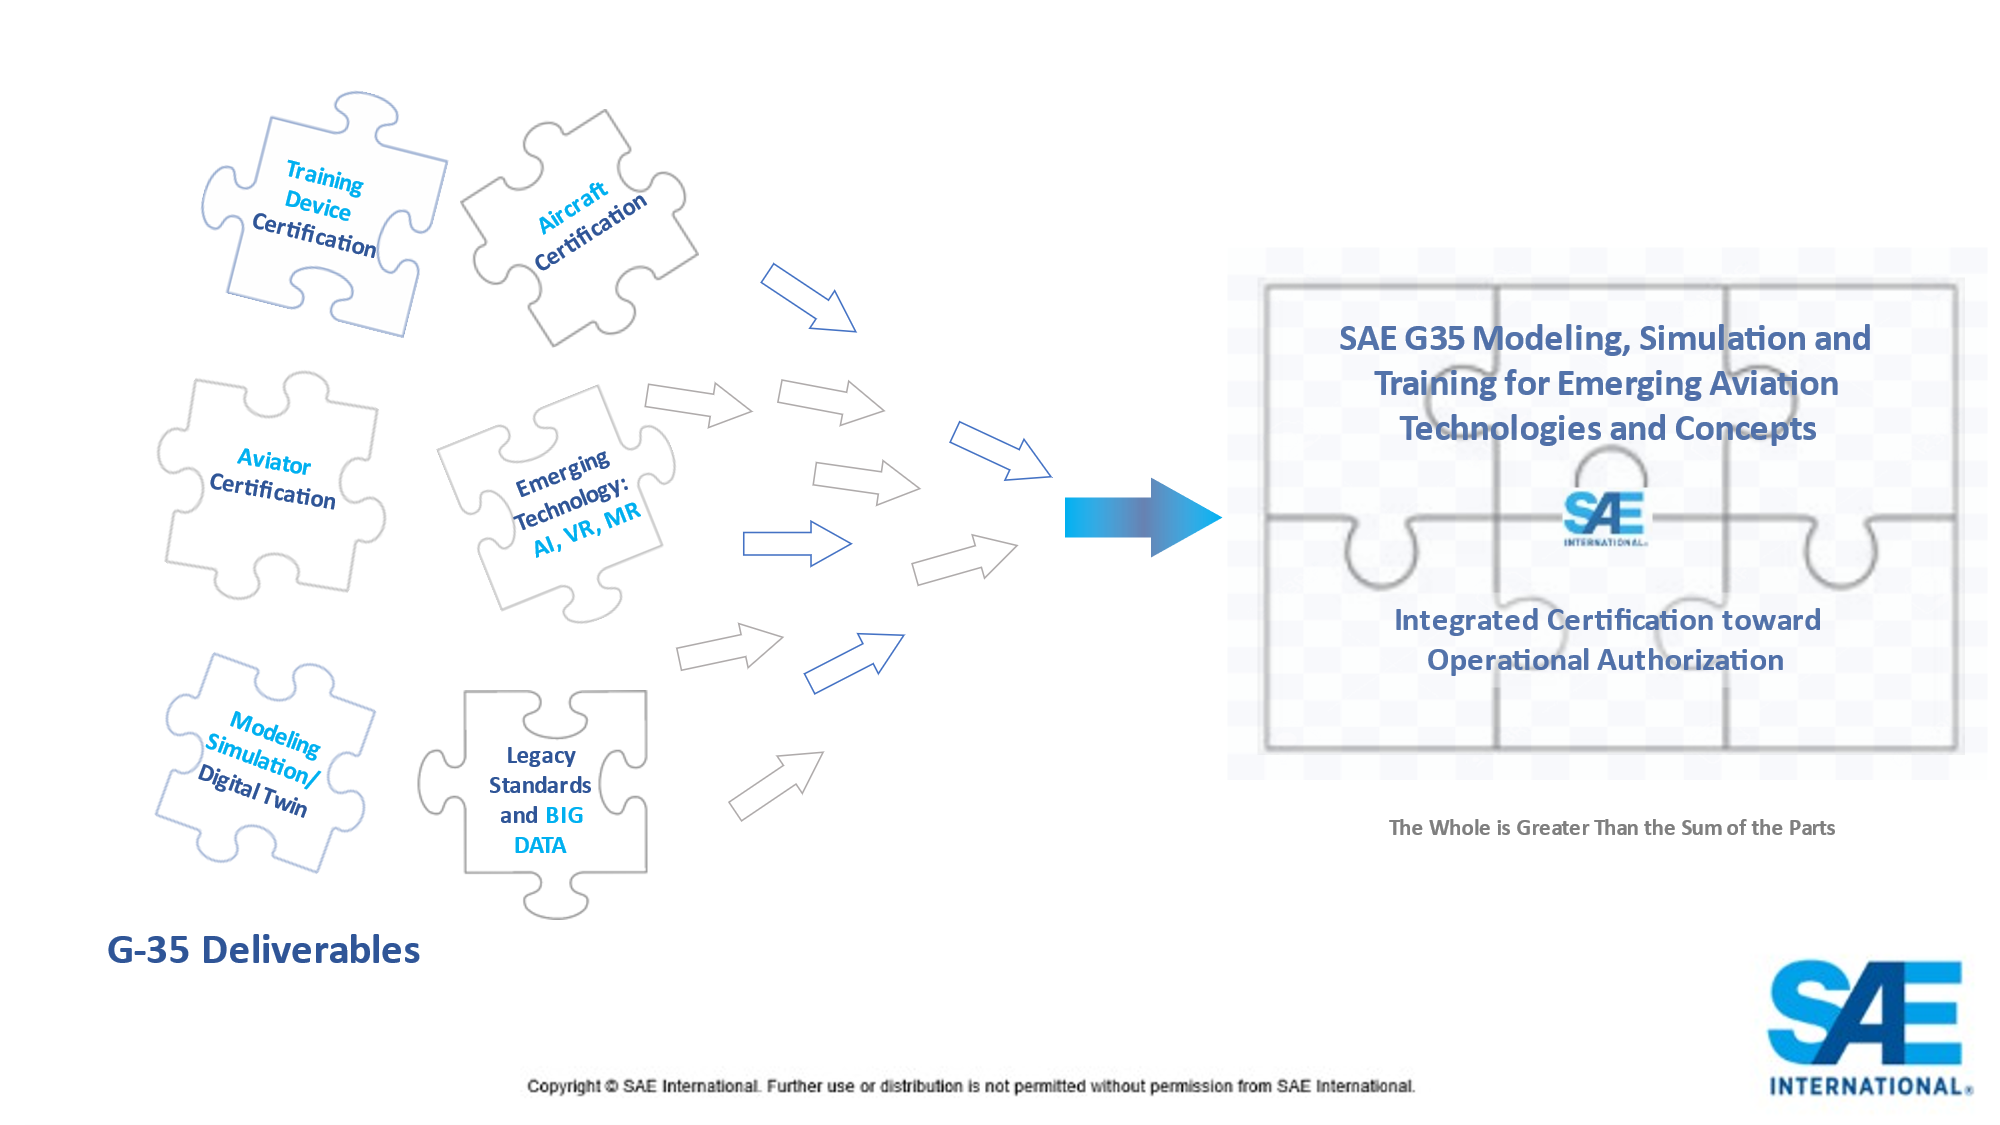 Training
Device
Certification
Aircraft
Certification
Aviator
Certification
Emerging
Technology:
AI, VR, MR
Modeling
Simulation/
Digital Twin
Legacy
Standards
and BIG
DATA
G-35 Deliverables
SAE G35 Modeling, Simulation and
Training for Emerging Aviation
Technologies and Concepts
SAE
INTERNATIONAL®
Integrated Certification toward
Operational Authorization
The Whole is Greater Than the Sum of the Parts
SAE
INTERNATIONAL®
Copyright © SAE International. Further use or distribution is not permitted without permission from SAE International.